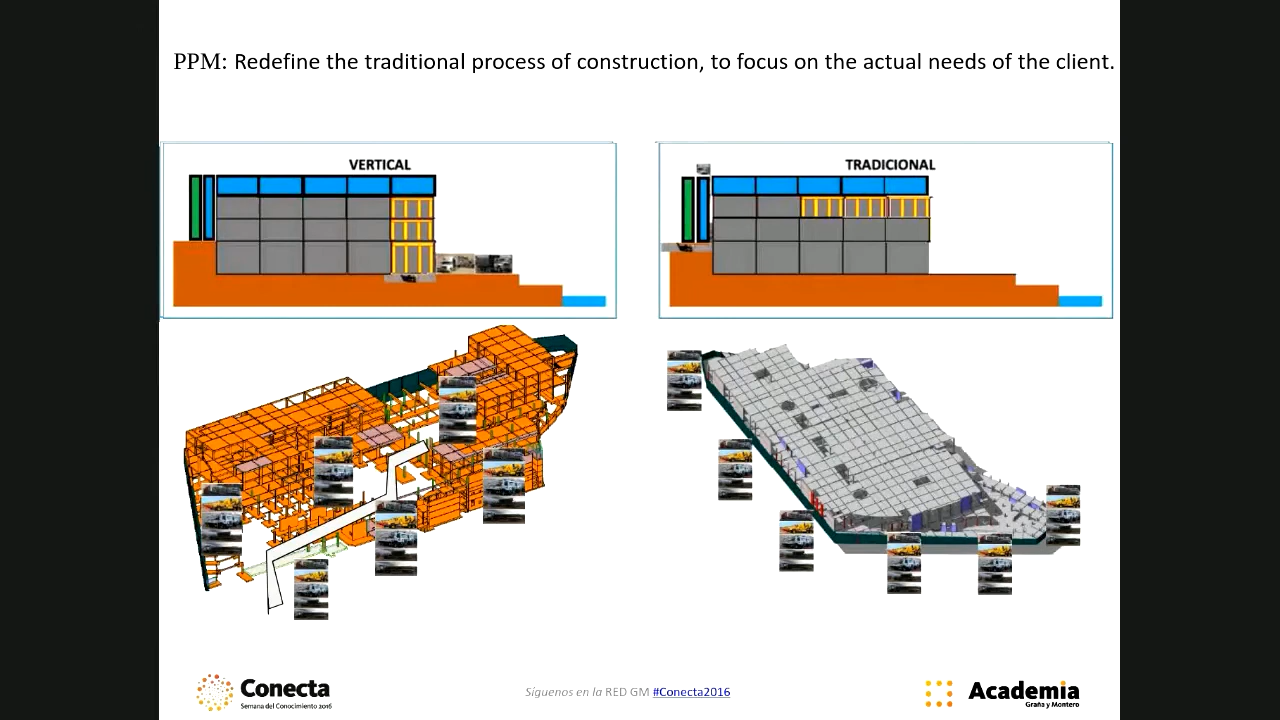 PPM: Redefine the traditional process of construction, to focus on the actual needs of the client.
VERTICAL
TRADICIONAL
Conecta
Semana del Conocimiento 2016
Síguenos en la RED GM #Conecta2016
Academia
Graña y Montero